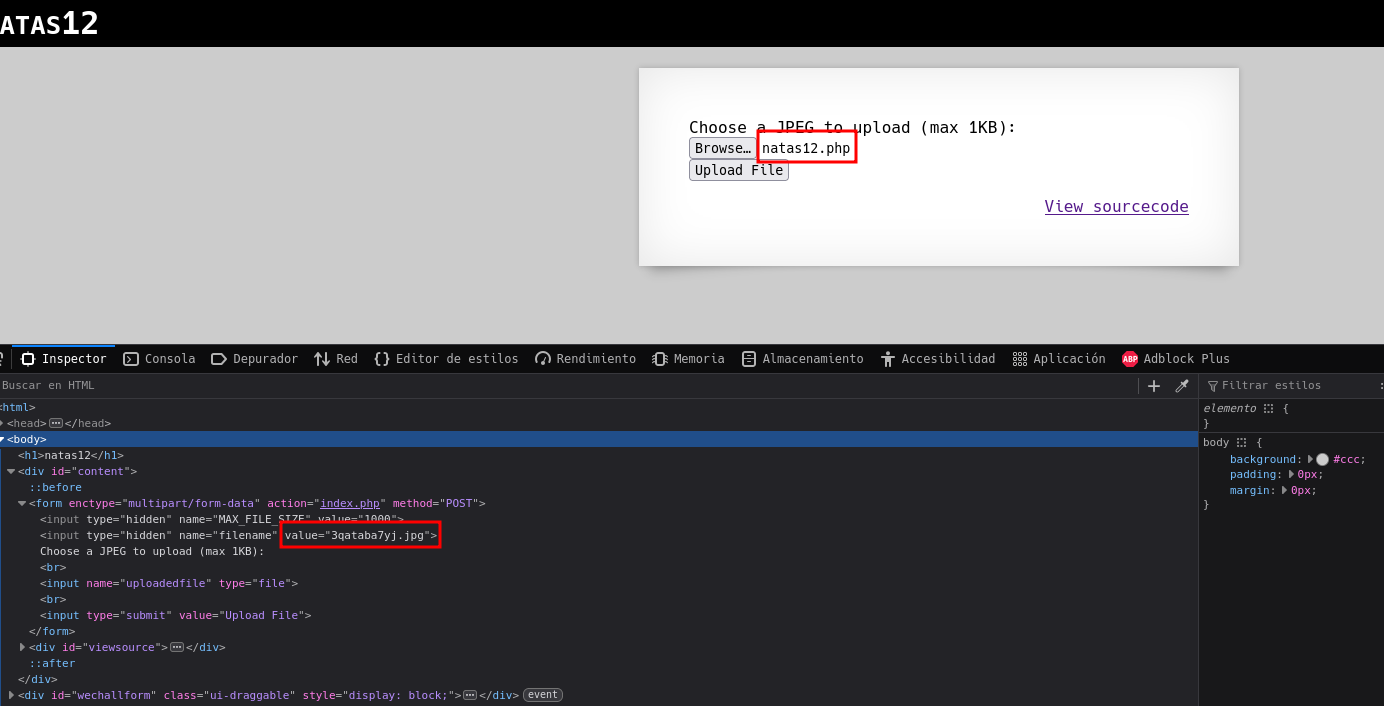 ATAS12
Choose a JPEG to upload (max 1KB):
Browse… natas12.php
Upload File
View sourcecode
Inspector Consola Depurador Red Editor de estilos Rendimiento Memoria Almacenamiento Accesibilidad Aplicación ABP Adblock Plus
Buscar en HTML
Filtrar estilos
<html>
<head> </head>
<body>
<h1>natas12</h1>
<div id="content">
::before
<form enctype="multipart/form-data" action="index.php" method="POST">
<input type="hidden" name="MAX_FILE_SIZE" value="1000">
<input type="hidden" name="filename" value="3qataba7yj.jpg">
Choose a JPEG to upload (max 1KB):
<br>
<input name="uploadedfile" type="file">
<br>
<input type="submit" value="Upload File">
</form>
<div id="viewsource"> </div>
::after
</div>
<div id="wechallform" class="ui-draggable" style="display: block;"> </div> event
elemento {
}
body {
background: #ccc;
padding: 0px;
margin: 0px;
}